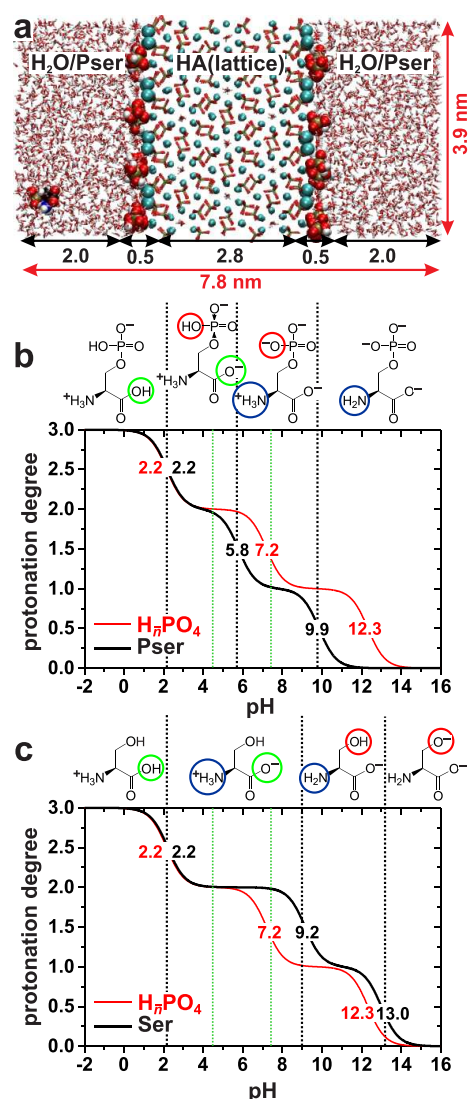 a
H₂O/Pser HA(lattice) H₂O/Pser
3.9
2.0 0.5 2.8 0.5 2.0
7.8 nm
b
O⁻ HO P O O HO P O⁻ O O⁻ ⁻O P O O O⁻ ⁻O P O O
⁺H₃N OH O ⁺H₃N O⁻ O ⁺H₃N O⁻ O H₂N O⁻ O
protonation degree
3.0
2.5
2.0
1.5
1.0
0.5
0.0
2.2 2.2
5.8 7.2
9.9 12.3
HₙPO₄
Pser
-2 0 2 4 6 8 10 12 14 16
pH
c
OH OH OH O⁻
⁺H₃N OH O ⁺H₃N O⁻ O H₂N O⁻ O H₂N O⁻ O
protonation degree
3.0
2.5
2.0
1.5
1.0
0.5
0.0
2.2 2.2
7.2 9.2
12.3 13.0
HₙPO₄
Ser
-2 0 2 4 6 8 10 12 14 16
pH